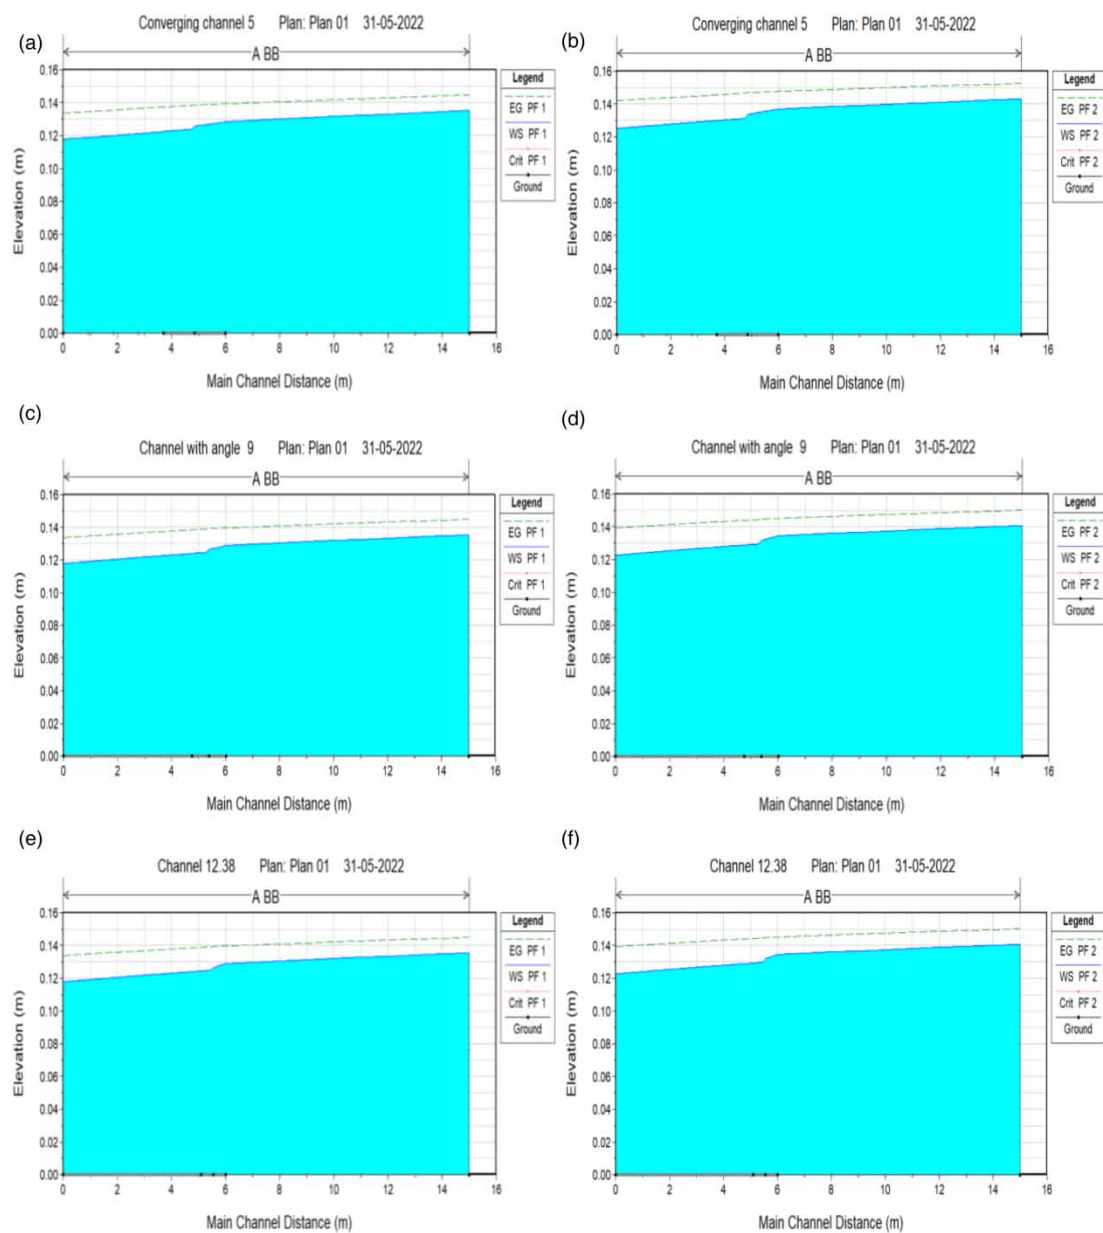 (a)
Converging channel 5 Plan: Plan 01 31-05-2022
A BB
0.16
0.14
0.12
0.10
0.08
0.06
0.04
0.02
0.00
Elevation (m)
0 2 4 6 8 10 12 14 16
Main Channel Distance (m)
Legend
EG PF 1
WS PF 1
Crit PF 1
Ground
(b)
Converging channel 5 Plan: Plan 01 31-05-2022
A BB
0.16
0.14
0.12
0.10
0.08
0.06
0.04
0.02
0.00
Elevation (m)
0 2 4 6 8 10 12 14 16
Main Channel Distance (m)
Legend
EG PF 2
WS PF 2
Crit PF 2
Ground
(c)
Channel with angle 9 Plan: Plan 01 31-05-2022
A BB
0.16
0.14
0.12
0.10
0.08
0.06
0.04
0.02
0.00
Elevation (m)
0 2 4 6 8 10 12 14 16
Main Channel Distance (m)
Legend
EG PF 1
WS PF 1
Crit PF 1
Ground
(d)
Channel with angle 9 Plan: Plan 01 31-05-2022
A BB
0.16
0.14
0.12
0.10
0.08
0.06
0.04
0.02
0.00
Elevation (m)
0 2 4 6 8 10 12 14 16
Main Channel Distance (m)
Legend
EG PF 2
WS PF 2
Crit PF 2
Ground
(e)
Channel 12.38 Plan: Plan 01 31-05-2022
A BB
0.16
0.14
0.12
0.10
0.08
0.06
0.04
0.02
0.00
Elevation (m)
0 2 4 6 8 10 12 14 16
Main Channel Distance (m)
Legend
EG PF 1
WS PF 1
Crit PF 1
Ground
(f)
Channel 12.38 Plan: Plan 01 31-05-2022
A BB
0.16
0.14
0.12
0.10
0.08
0.06
0.04
0.02
0.00
Elevation (m)
0 2 4 6 8 10 12 14 16
Main Channel Distance (m)
Legend
EG PF 2
WS PF 2
Crit PF 2
Ground